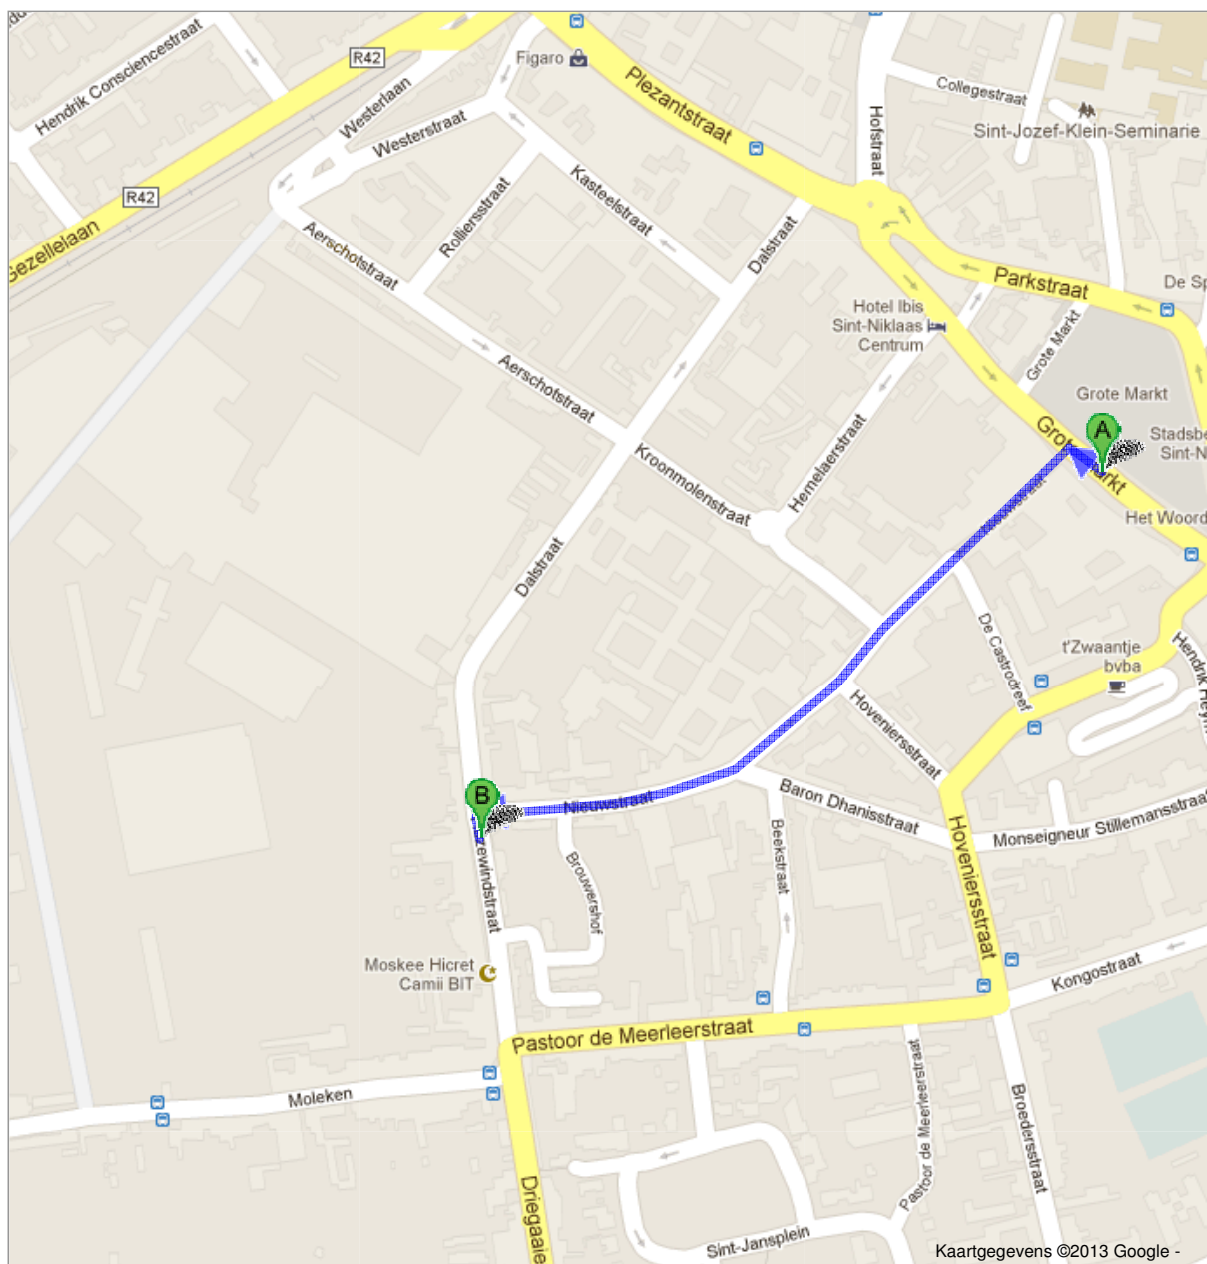 Hendrik Consciencestraat
R42
Figaro
Plezantstraat
Westerlaan
Westerstraat
Hofstraat
Collegestraat
Sint-Jozef-Klein-Seminarie
R42
Kasteelstraat
Rolliersstraat
Gezellelaan
Aerschotstraat
Dalstraat
Parkstraat
De Sp
Hotel Ibis
Sint-Niklaas
Centrum
Grote Markt
Aerschotstraat
Grote Markt
A
Grote Markt
Stadsbe
Sint-N
Kroonmolenstraat
Hemelaerstraat
Het Woord
Dalstraat
De Castrodreef
t'Zwaantje
bvba
Hendrik Heym
Hoveniersstraat
B
Nieuwstraat
Baron Dhanisstraat
Monseigneur Stillemansstraat
Beekstraat
Brouwershof
Hoveniersstraat
Moskee Hicret
Camii BIT
Kongostraat
Pastoor de Meerleerstraat
Moleken
Pastoor de Meerleerstraat
Broedersstraat
Driegaaie
Sint-Jansplein
Kaartgegevens ©2013 Google -